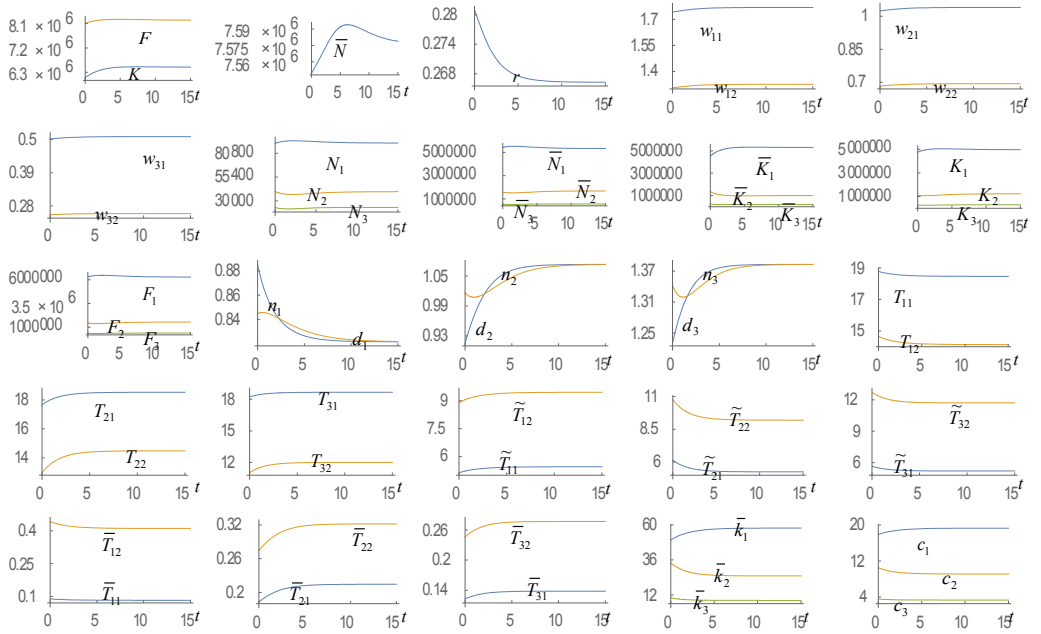 8.1 × 10^6
7.2 × 10^6
6.3 × 10^6
F
K
0 5 10 15 t
7.59 × 10^6
7.575 × 10^6
7.56 × 10^6
N̅
0 5 10 15 t
0.28
0.274
0.268
r
0 5 10 15 t
1.7
1.55
1.4
w₁₁
w₁₂
0 5 10 15 t
1
0.85
0.7
w₂₁
w₂₂
0 5 10 15 t
0.5
0.39
0.28
w₃₁
w₃₂
0 5 10 15 t
80 800
55 400
30 000
N₁
N₂
N₃
0 5 10 15 t
5000000
3000000
1000000
N̅₁
N̅₂
N̅₃
0 5 10 15 t
5000000
3000000
1000000
K̅₁
K̅₂
K̅₃
0 5 10 15 t
5000000
3000000
1000000
K₁
K₂
K₃
0 5 10 15 t
6000000
3.5 × 10^6
1000000
F₁
F₂
F₃
0 5 10 15 t
0.88
0.86
0.84
n₁
d₁
0 5 10 15 t
1.05
0.99
0.93
n₂
d₂
0 5 10 15 t
1.37
1.31
1.25
n₃
d₃
0 5 10 15 t
19
17
15
T₁₁
T₁₂
0 5 10 15 t
18
16
14
T₂₁
T₂₂
0 5 10 15 t
18
16
14
12
T₃₁
T₃₂
0 5 10 15 t
9
7.5
6
T̃₁₂
T̃₁₁
0 5 10 15 t
11
8.5
6
T̃₂₂
T̃₂₁
0 5 10 15 t
12
9
6
T̃₃₂
T̃₃₁
0 5 10 15 t
0.4
0.25
0.1
T̅₁₂
T̅₁₁
0 5 10 15 t
0.32
0.26
0.2
T̅₂₂
T̅₂₁
0 5 10 15 t
0.26
0.2
0.14
T̅₃₂
T̅₃₁
0 5 10 15 t
60
36
12
k̅₁
k̅₂
k̅₃
0 5 10 15 t
20
12
4
c₁
c₂
c₃
0 5 10 15 t